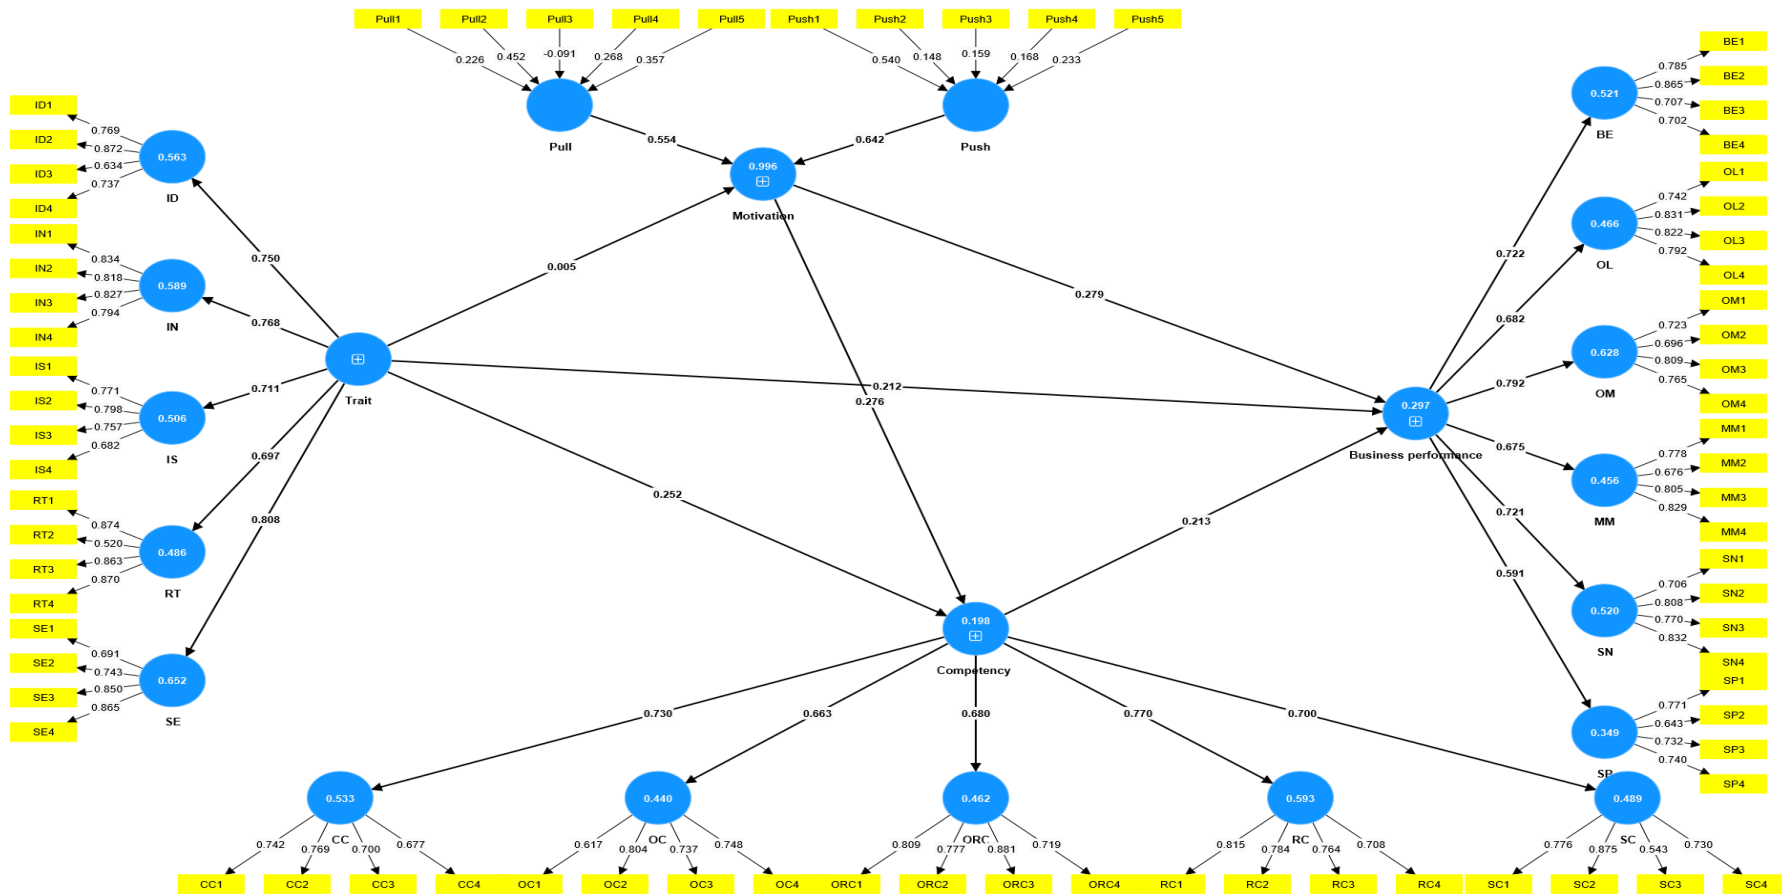 Pull1 Pull2 Pull3 Pull4 Pull5 Push1 Push2 Push3 Push4 Push5
0.226 0.452 -0.091 0.268 0.357 0.540 0.148 0.159 0.168 0.233
Pull
Push
0.554
0.642
0.996
Motivation
ID1
ID2
ID3
ID4
0.769
0.872
0.634
0.737
0.563
ID
IN1
IN2
IN3
IN4
0.834
0.818
0.827
0.794
0.589
IN
IS1
IS2
IS3
IS4
0.771
0.798
0.757
0.682
0.506
IS
RT1
RT2
RT3
RT4
0.874
0.520
0.863
0.870
0.486
RT
SE1
SE2
SE3
SE4
0.691
0.743
0.850
0.865
0.652
SE
0.750
0.768
0.711
0.697
0.808
Trait
0.005
0.212
0.252
0.279
0.276
0.213
0.297
Business performance
0.198
Competency
0.722
0.682
0.792
0.675
0.721
0.591
0.521
BE
0.785
0.865
0.707
0.702
BE1
BE2
BE3
BE4
0.466
OL
0.742
0.831
0.822
0.792
OL1
OL2
OL3
OL4
0.628
OM
0.723
0.696
0.809
0.765
OM1
OM2
OM3
OM4
0.456
MM
0.778
0.676
0.805
0.829
MM1
MM2
MM3
MM4
0.520
SN
0.706
0.808
0.770
0.832
SN1
SN2
SN3
SN4
0.349
SP
0.771
0.643
0.732
0.740
SP1
SP2
SP3
SP4
0.730 0.663 0.680 0.770 0.700
0.533 0.440 0.462 0.593 0.489
CC OC ORC RC SC
0.742 0.769 0.700 0.677 0.617 0.804 0.737 0.748 0.809 0.777 0.881 0.719 0.815 0.784 0.764 0.708 0.776 0.875 0.543 0.730
CC1 CC2 CC3 CC4 OC1 OC2 OC3 OC4 ORC1 ORC2 ORC3 ORC4 RC1 RC2 RC3 RC4 SC1 SC2 SC3 SC4